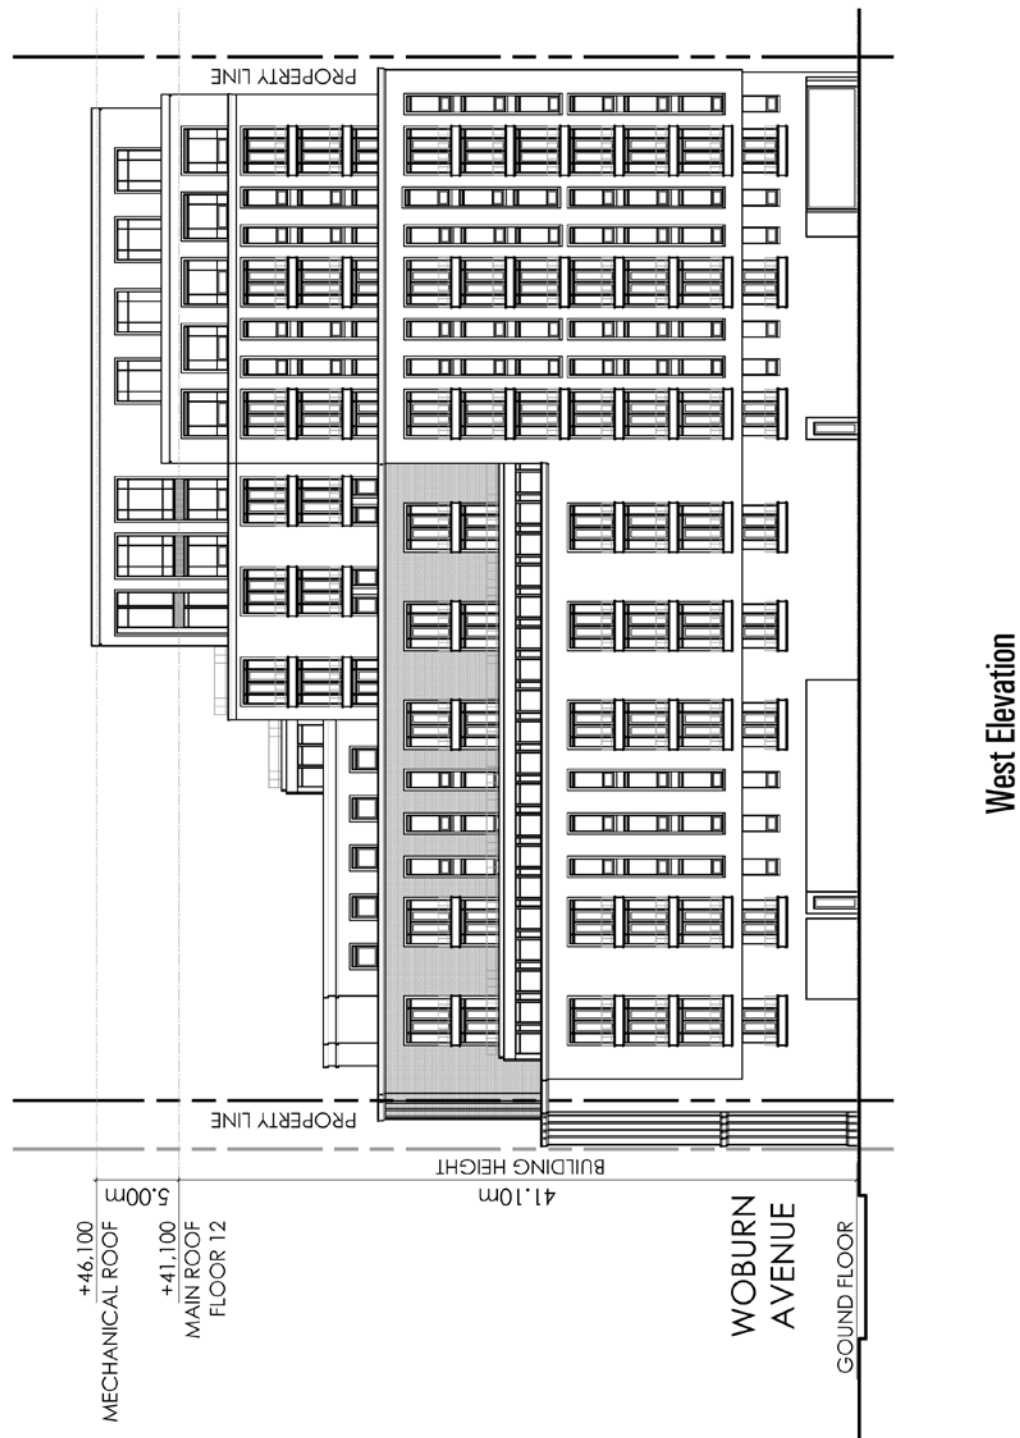 +46,100
MECHANICAL ROOF
+41,100
MAIN ROOF
FLOOR 12
5.00m
41.10m
BUILDING HEIGHT
PROPERTY LINE
PROPERTY LINE
WOBURN
AVENUE
GOUND FLOOR
West Elevation